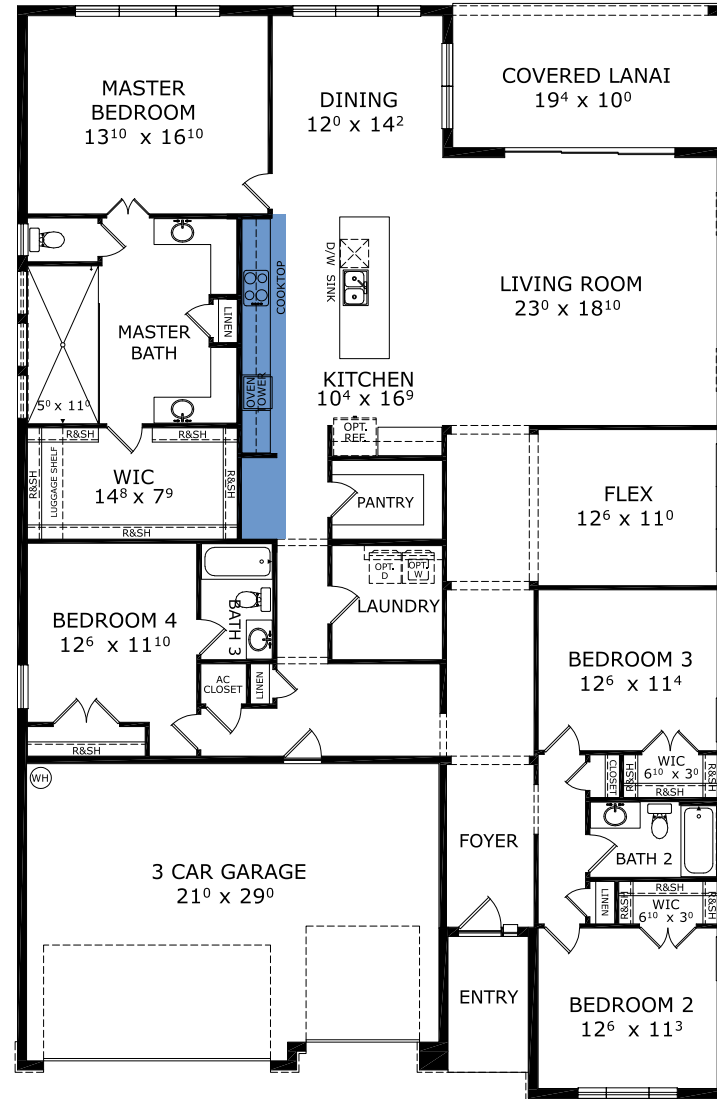 MASTER
BEDROOM
13¹⁰ x 16¹⁰
DINING
12⁰ x 14²
COVERED LANAI
19⁴ x 10⁰
COOKTOP
D/W
SINK
LIVING ROOM
23⁰ x 18¹⁰
LINEN
MASTER
BATH
5⁰ x 11⁰
OVEN
TOWER
KITCHEN
10⁴ x 16⁹
OPT.
REF.
R&SH
R&SH
R&SH
LUGGAGE SHELF
WIC
14⁸ x 7⁹
R&SH
R&SH
PANTRY
FLEX
12⁶ x 11⁰
OPT.
D
OPT.
W
LAUNDRY
BEDROOM 4
12⁶ x 11¹⁰
BATH 3
AC
CLOSET
LINEN
R&SH
BEDROOM 3
12⁶ x 11⁴
CLOSET
R&SH
WIC
6¹⁰ x 3⁰
R&SH
R&SH
WH
FOYER
BATH 2
3 CAR GARAGE
21⁰ x 29⁰
LINEN
R&SH
R&SH
WIC
6¹⁰ x 3⁰
R&SH
ENTRY
BEDROOM 2
12⁶ x 11³